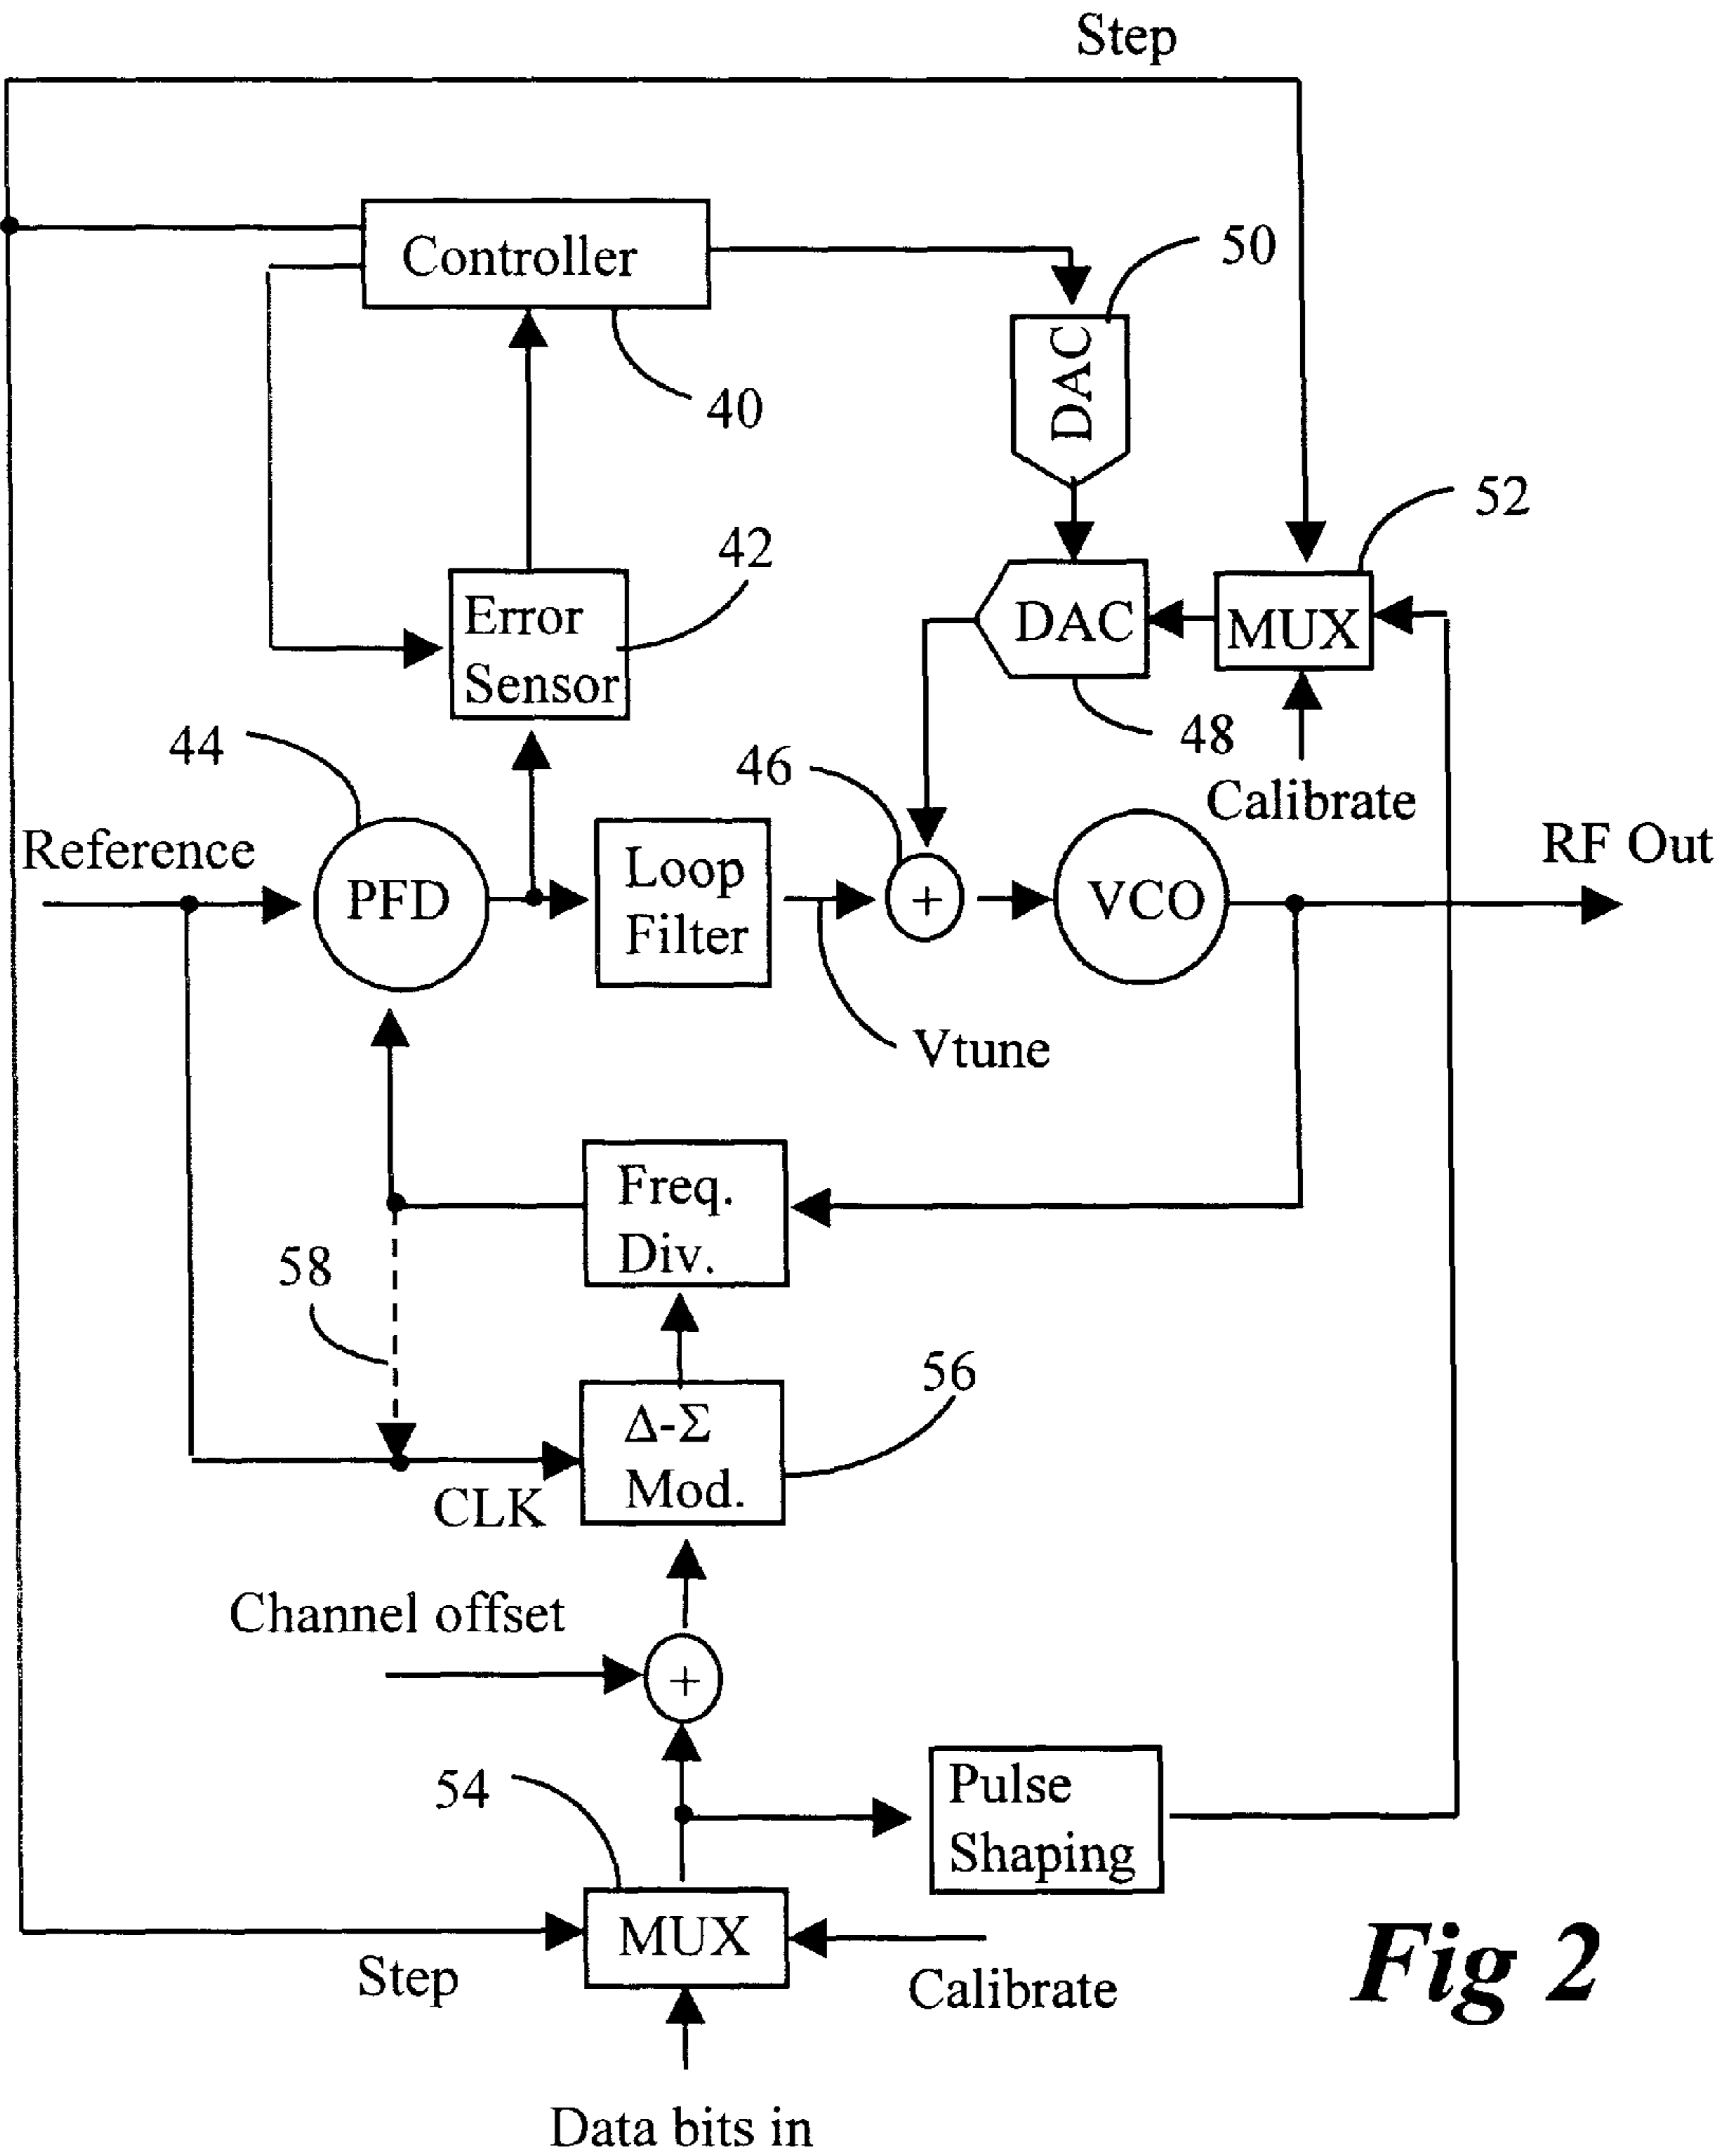 Step
Controller
50
DAC
40
52
42
Error
Sensor
DAC
MUX
44
46
48
Calibrate
Reference
PFD
Loop
Filter
+
VCO
RF Out
Vtune
Freq.
Div.
58
56
Δ-Σ
Mod.
CLK
Channel offset
+
54
Pulse
Shaping
MUX
Step
Calibrate
Fig 2
Data bits in